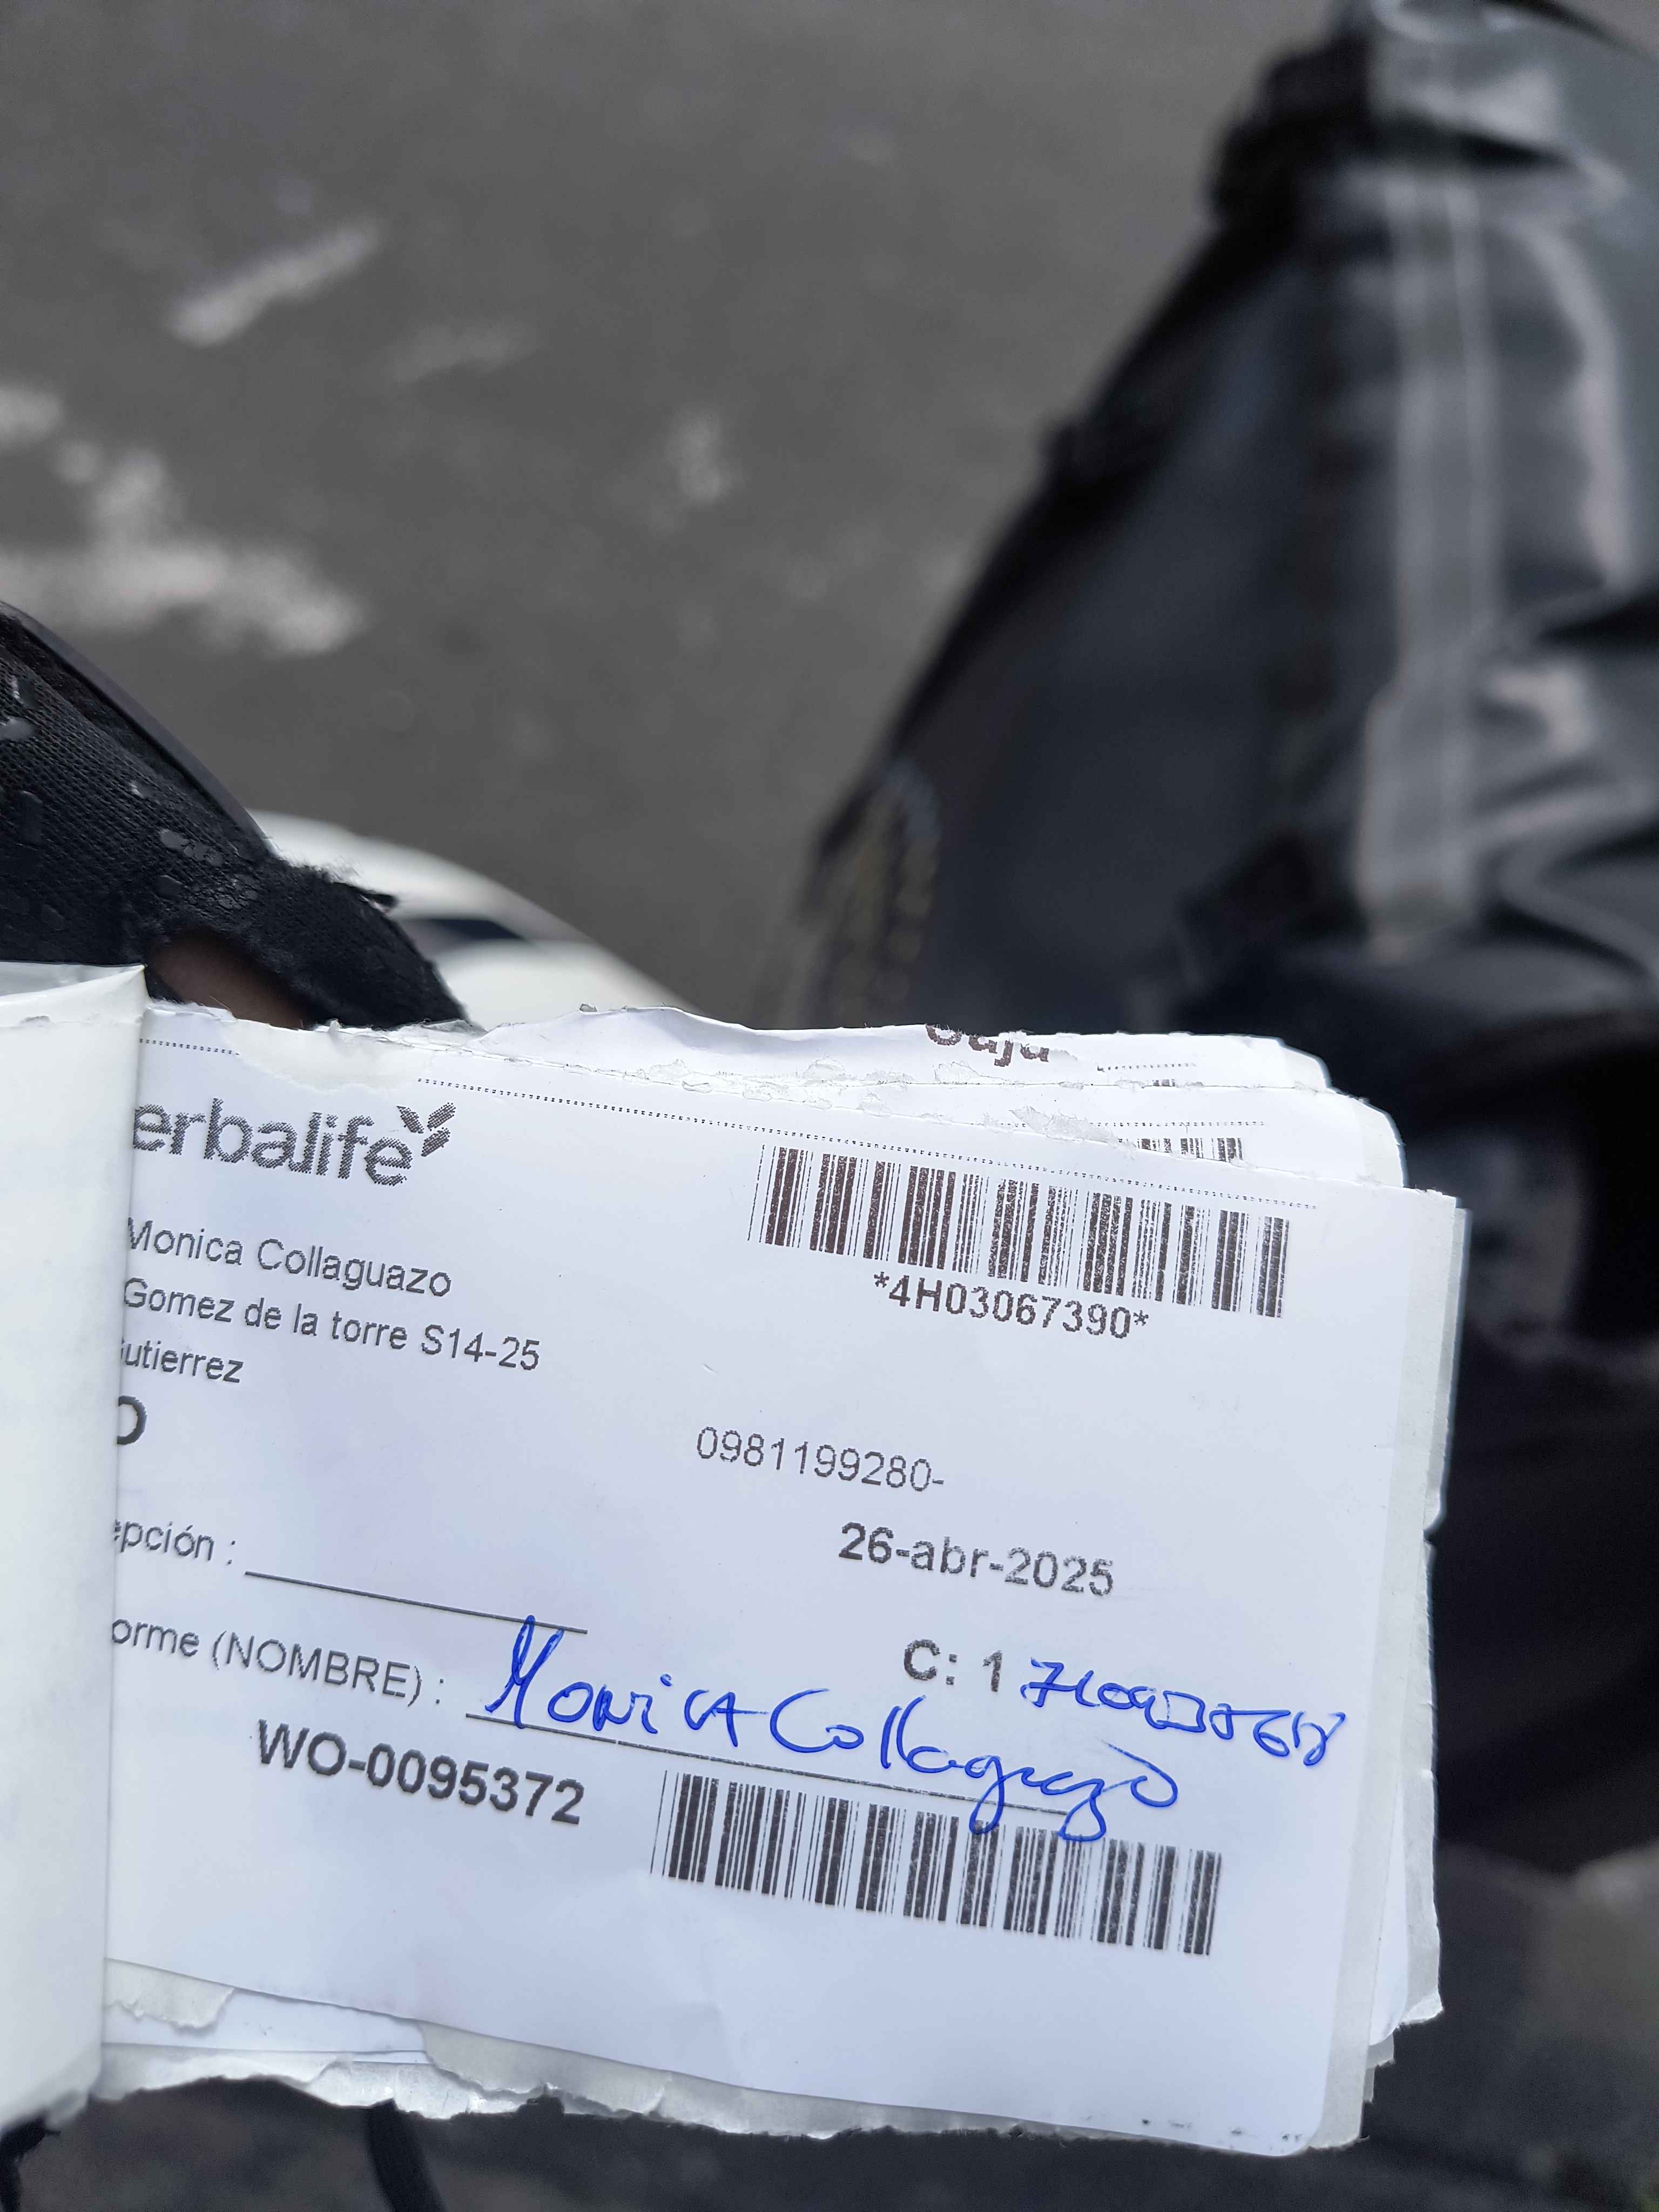 erbalife
Monica Collaguazo
*4H03067390*
Gomez de la torre S14-25
utierrez
O
0981199280-
epción :
26-abr-2025
C: 1
orme (NOMBRE) : Monica Collaguazo
WO-0095372